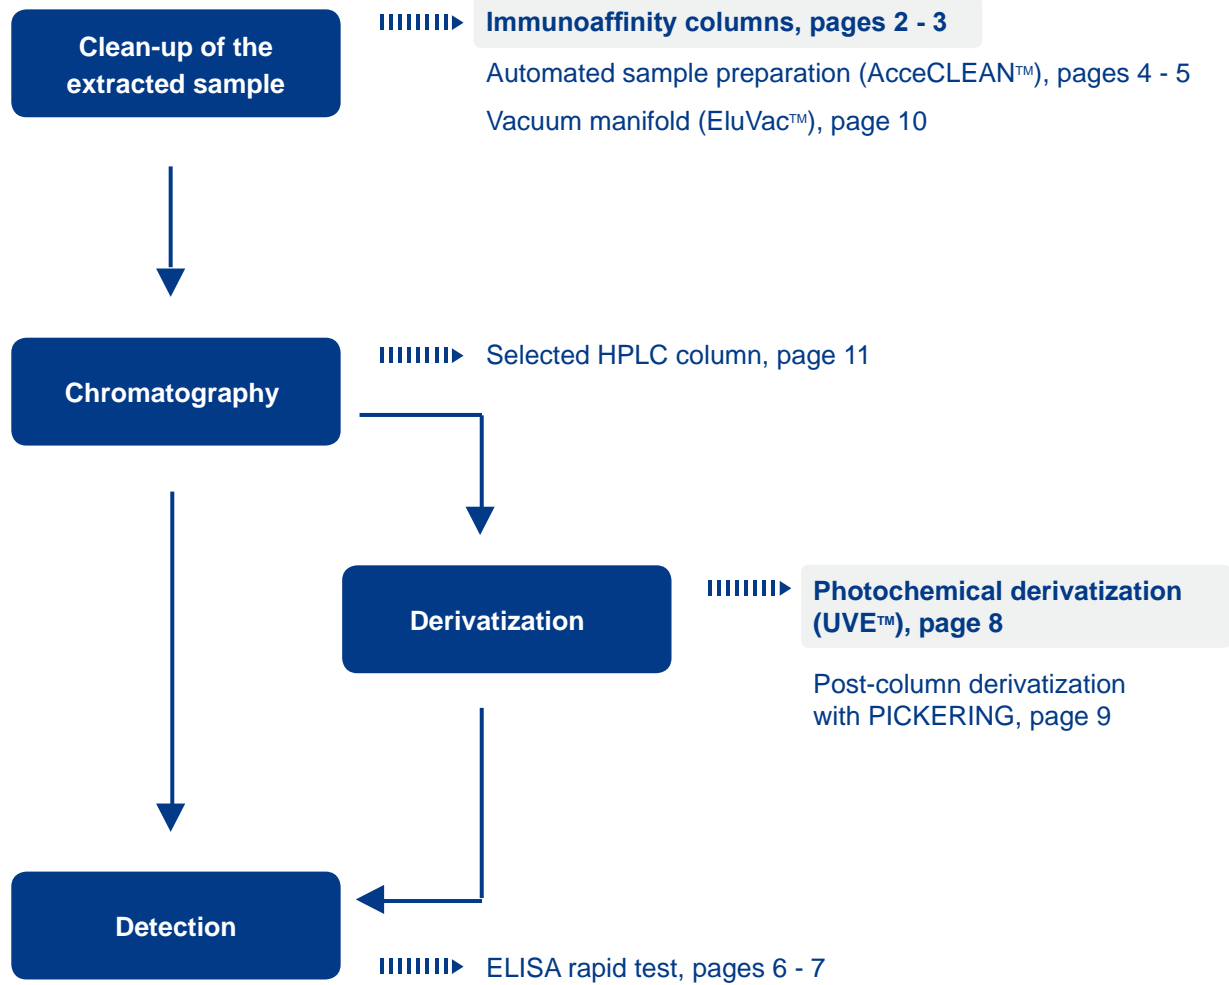 Clean-up of the
extracted sample
Immunoaffinity columns, pages 2 - 3
Automated sample preparation (AcceCLEAN™), pages 4 - 5
Vacuum manifold (EluVac™), page 10
Chromatography
Selected HPLC column, page 11
Derivatization
Photochemical derivatization
(UVE™), page 8
Post-column derivatization
with PICKERING, page 9
Detection
ELISA rapid test, pages 6 - 7